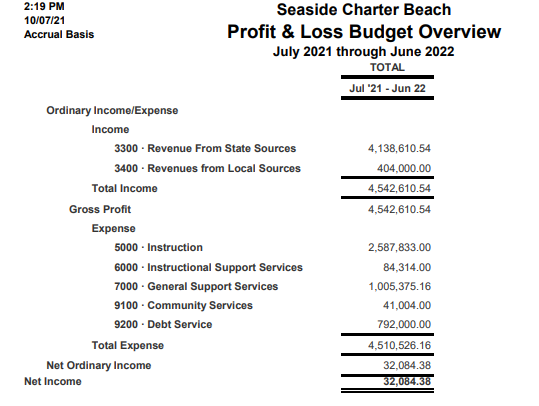 2:19 PM
10/07/21
Accrual Basis
Seaside Charter Beach
Profit & Loss Budget Overview
July 2021 through June 2022
TOTAL
Jul '21 - Jun 22
Ordinary Income/Expense
Income
3300 · Revenue From State Sources 4,138,610.54
3400 · Revenues from Local Sources 404,000.00
Total Income 4,542,610.54
Gross Profit 4,542,610.54
Expense
5000 · Instruction 2,587,833.00
6000 · Instructional Support Services 84,314.00
7000 · General Support Services 1,005,375.16
9100 · Community Services 41,004.00
9200 · Debt Service 792,000.00
Total Expense 4,510,526.16
Net Ordinary Income 32,084.38
Net Income 32,084.38